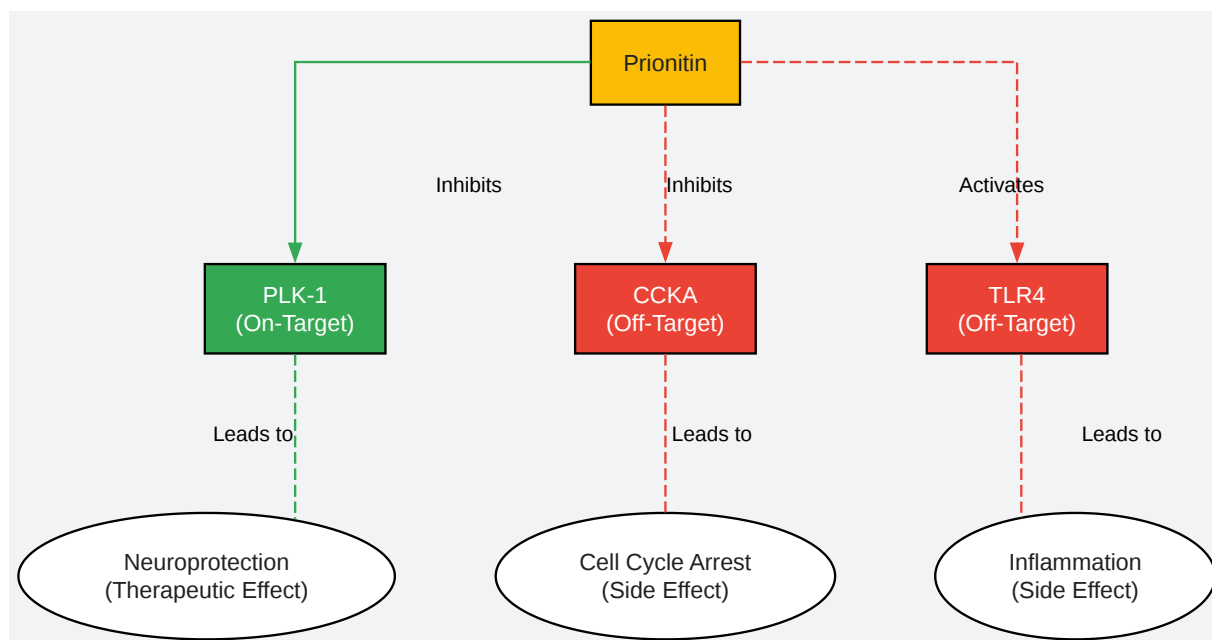 Prionitin
Inhibits
Inhibits
Activates
PLK-1
(On-Target)
CCKA
(Off-Target)
TLR4
(Off-Target)
Leads to
Leads to
Leads to
Neuroprotection
(Therapeutic Effect)
Cell Cycle Arrest
(Side Effect)
Inflammation
(Side Effect)